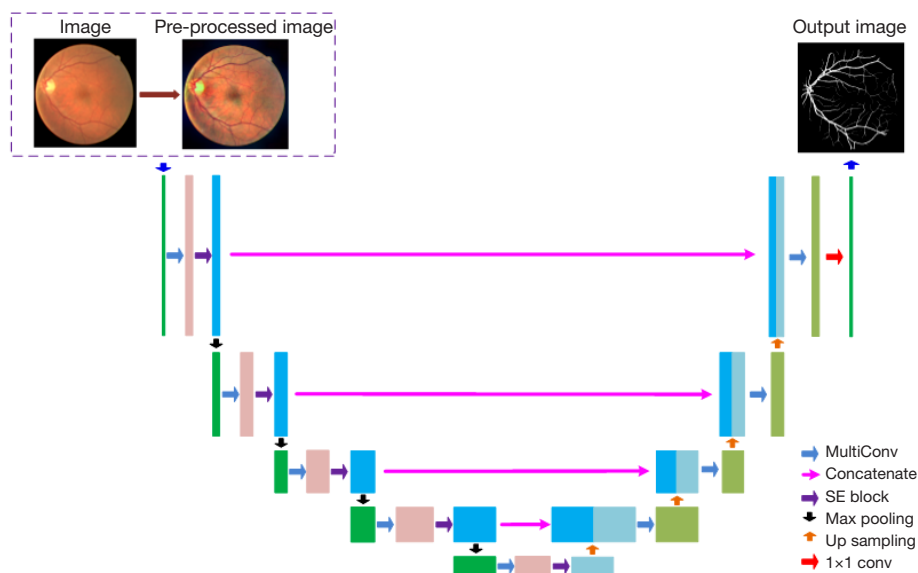 Image
Pre-processed image
Output image
MultiConv
Concatenate
SE block
Max pooling
Up sampling
1×1 conv